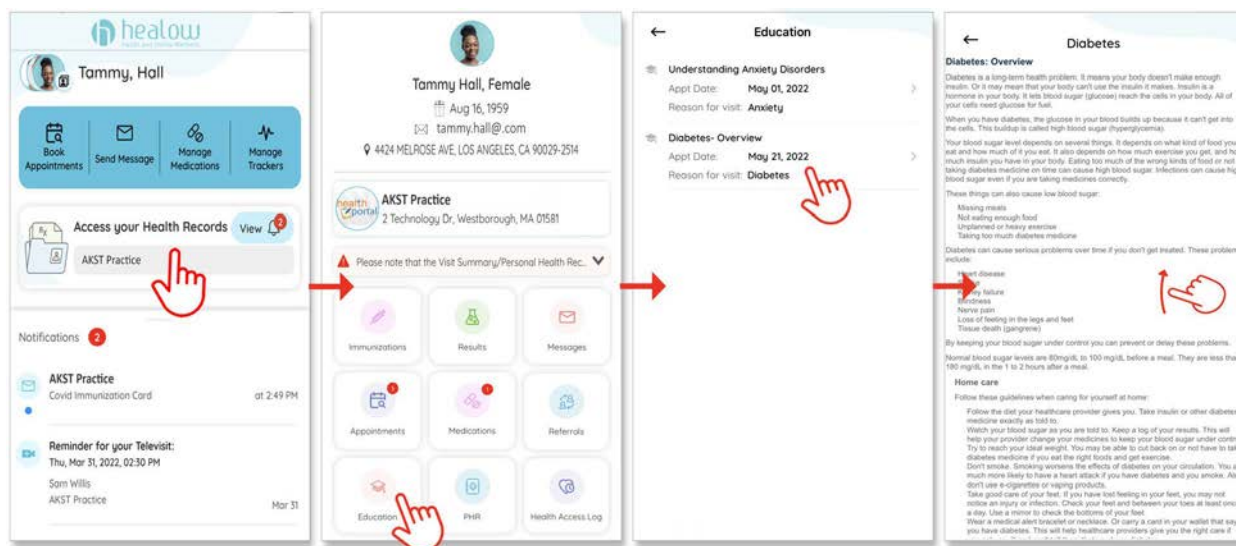 healow
Health and Online Wellness
Tammy, Hall
Book Appointments
Send Message
Manage Medications
Manage Trackers
Access your Health Records
View
2
AKST Practice
Notifications 2
AKST Practice
Covid Immunization Card at 2:49 PM
Reminder for your Televisit:
Thu, Mar 31, 2022, 02:30 PM
Sam Willis
AKST Practice Mar 31
Tammy Hall, Female
Aug 16, 1959
tammy.hall@.com
4424 MELROSE AVE, LOS ANGELES, CA 90029-2514
health portal
AKST Practice
2 Technology Dr, Westborough, MA 01581
Please note that the Visit Summary/Personal Health Rec..
Immunizations Results Messages
Appointments Medications Referrals
Education PHR Health Access Log
Education
Understanding Anxiety Disorders
Appt Date: May 01, 2022
Reason for visit: Anxiety
Diabetes- Overview
Appt Date: May 21, 2022
Reason for visit: Diabetes
Diabetes
Diabetes: Overview
Diabetes is a long-term health problem. It means your body doesn't make enough
insulin. Or it may mean that your body can't use the insulin it makes. Insulin is a
hormone in your body. It lets blood sugar (glucose) reach the cells in your body. All of
your cells need glucose for fuel.
When you have diabetes, the glucose in your blood builds up because it can't get into
the cells. This buildup is called high blood sugar (hyperglycemia).
Your blood sugar level depends on several things. It depends on what kind of food you
eat and how much of it you eat. It also depends on how much exercise you get, and
much insulin you have in your body. Eating too much of the wrong kinds of food or not
taking diabetes medicine on time can cause high blood sugar. Infections can cause
blood sugar even if you are taking medicines correctly.
These things can also cause low blood sugar:
Missing meals
Not eating enough food
Unplanned or heavy exercise
Taking too much diabetes medicine
Diabetes can cause serious problems over time if you don't get treated. These
include:
Heart disease
failure
Blindness
Nerve pain
Loss of feeling in the legs and feet
Tissue death (gangrene)
By keeping your blood sugar under control you can prevent or delay these problems.
Normal blood sugar levels are 80mg/dL to 100 mg/dL before a meal. They are less
180 mg/dL in the 1 to 2 hours after a meal.
Home care
Follow these guidelines when caring for yourself at home:
Follow the diet your healthcare provider gives you. Take insulin or other diabetes
medicine exactly as told to.
Watch your blood sugar as you are told to. Keep a log of your results. This will
help your provider change your medicines to keep your blood sugar under
Try to reach your ideal weight. You may be able to cut back on or not have to
diabetes medicine if you eat the right foods and get exercise.
Don't smoke. Smoking worsens the effects of diabetes on your circulation. You
much more likely to have a heart attack if you have diabetes and you smoke.
don't use e-cigarettes or vaping products.
Take good care of your feet. If you have lost feeling in your feet, you may not
notice an injury or infection. Check your feet and between your toes at least
a day. Use a mirror to check the bottoms of your feet.
Wear a medical alert bracelet or necklace. Or carry a card in your wallet that
you have diabetes. This will help healthcare providers give you the right care if